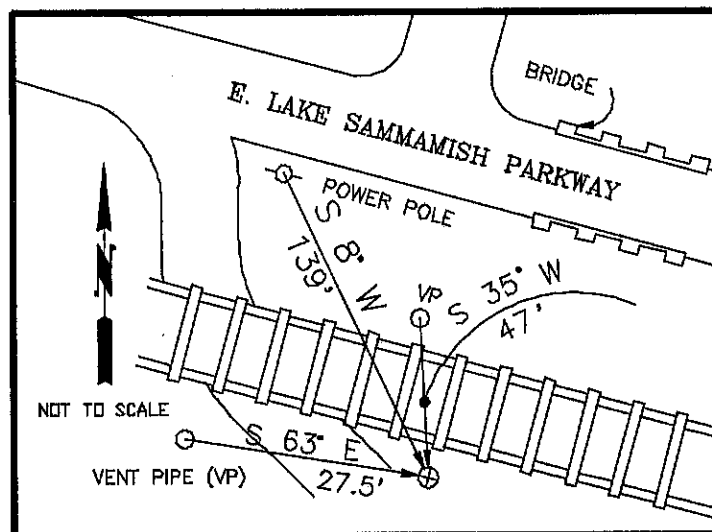 BRIDGE
E. LAKE SAMMAMISH PARKWAY
POWER POLE
S 8° W
139'
VP
S 35° W
47'
N
NOT TO SCALE
S 63° E
27.5'
VENT PIPE (VP)